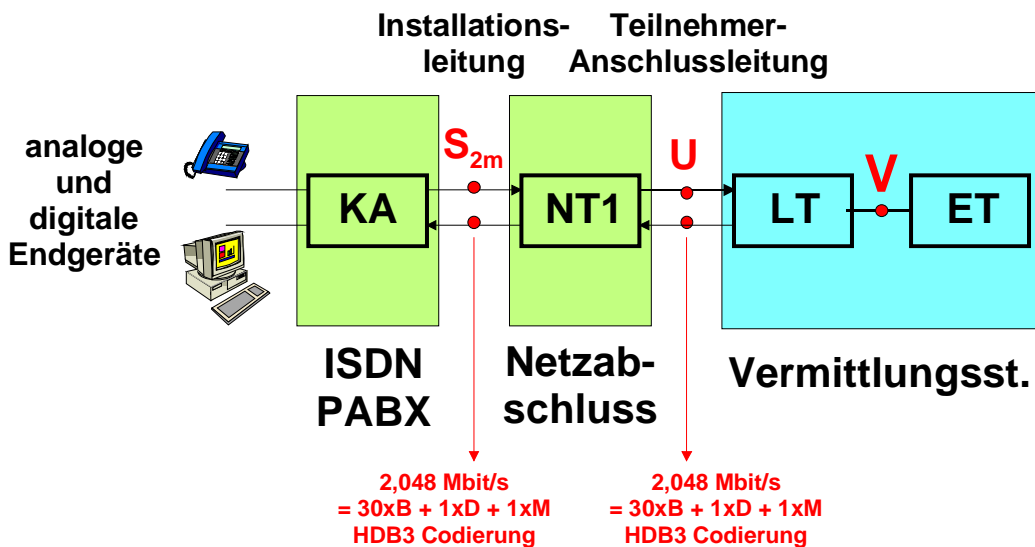 Installations-
leitung
Teilnehmer-
Anschlussleitung
analoge
und
digitale
Endgeräte
S2m
U
V
KA
NT1
LT
ET
ISDN
PABX
Netzab-
schluss
Vermittlungsst.
2,048 Mbit/s
= 30xB + 1xD + 1xM
HDB3 Codierung
2,048 Mbit/s
= 30xB + 1xD + 1xM
HDB3 Codierung